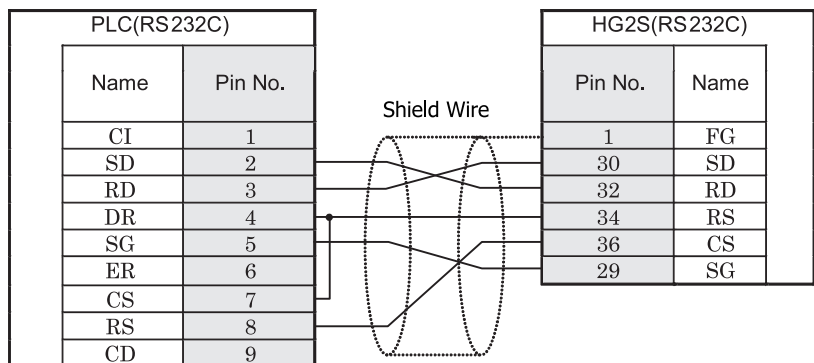 PLC(RS232C) HG2S(RS232C)
Name Pin No. Pin No. Name
Shield Wire
CI 1 1 FG
SD 2 30 SD
RD 3 32 RD
DR 4 34 RS
SG 5 36 CS
ER 6 29 SG
CS 7
RS 8
CD 9